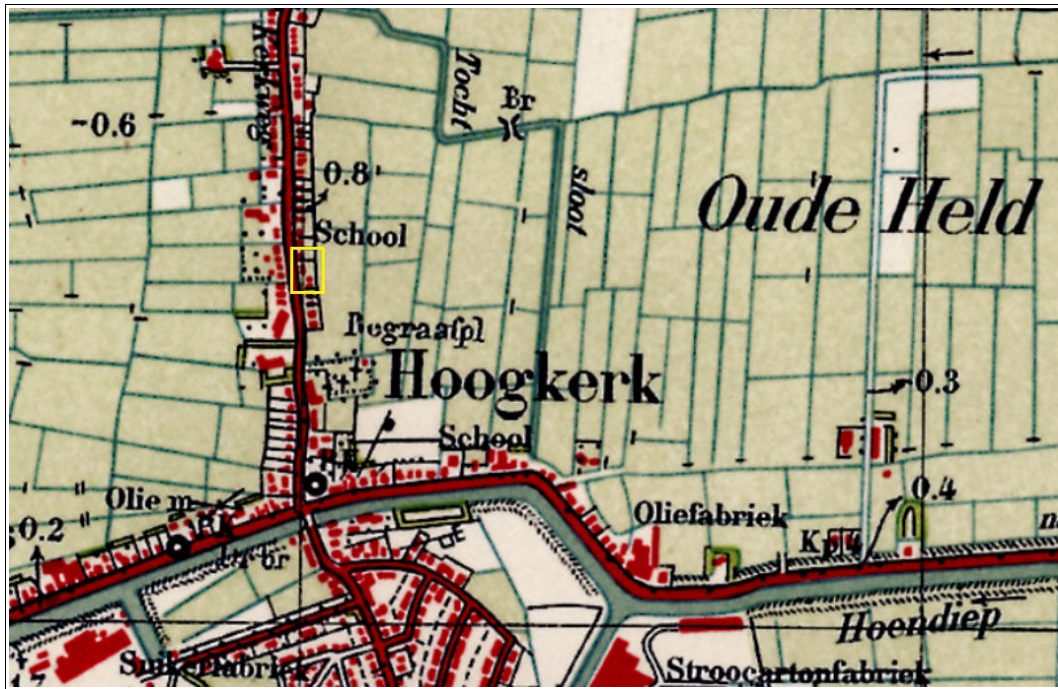 Kerkweg
Tocht
Br
-0.6
0.8
sloot
Oude Held
School
Begraafpl
Hoogkerk
0.3
School
Olie m
0.4
Oliefabriek
RK
0.2
Hoendiep
Suikerfabriek
Stroocartonfabriek